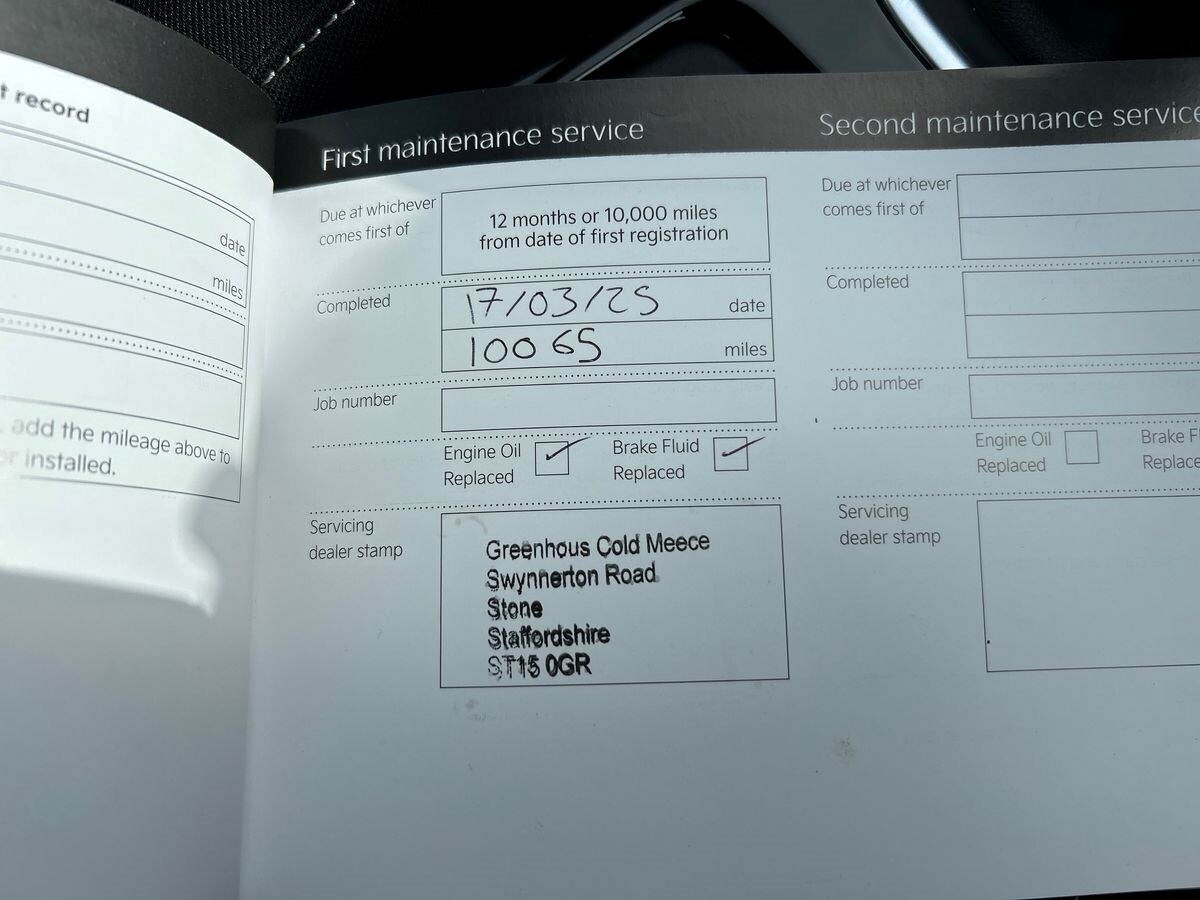 t record
date
miles
add the mileage above to
installed.
First maintenance service
Due at whichever
comes first of
12 months or 10,000 miles
from date of first registration
Completed
17/03/25 date
10065 miles
Job number
Engine Oil
Replaced
Brake Fluid
Replaced
Servicing
dealer stamp
Greenhous Cold Meece
Swynnerton Road
Stone
Staffordshire
ST15 0GR
Second maintenance service
Due at whichever
comes first of
Completed
Job number
Engine Oil
Replaced
Brake Fl
Replace
Servicing
dealer stamp